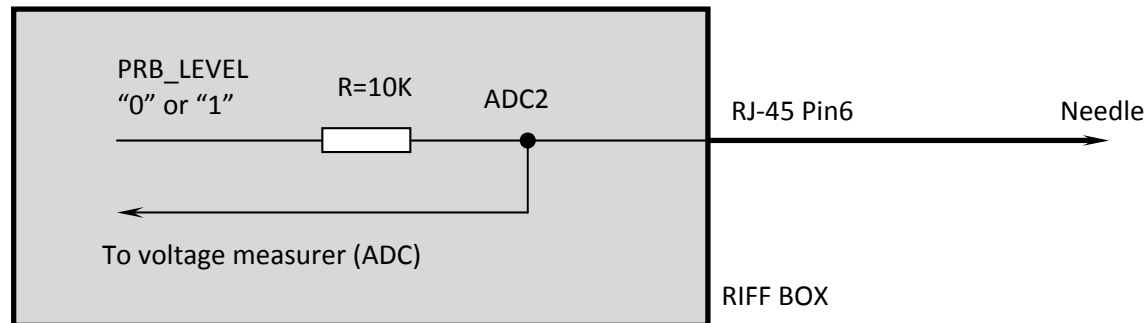 PRB_LEVEL
“0” or “1”
R=10K
ADC2
RJ-45 Pin6
Needle
To voltage measurer (ADC)
RIFF BOX